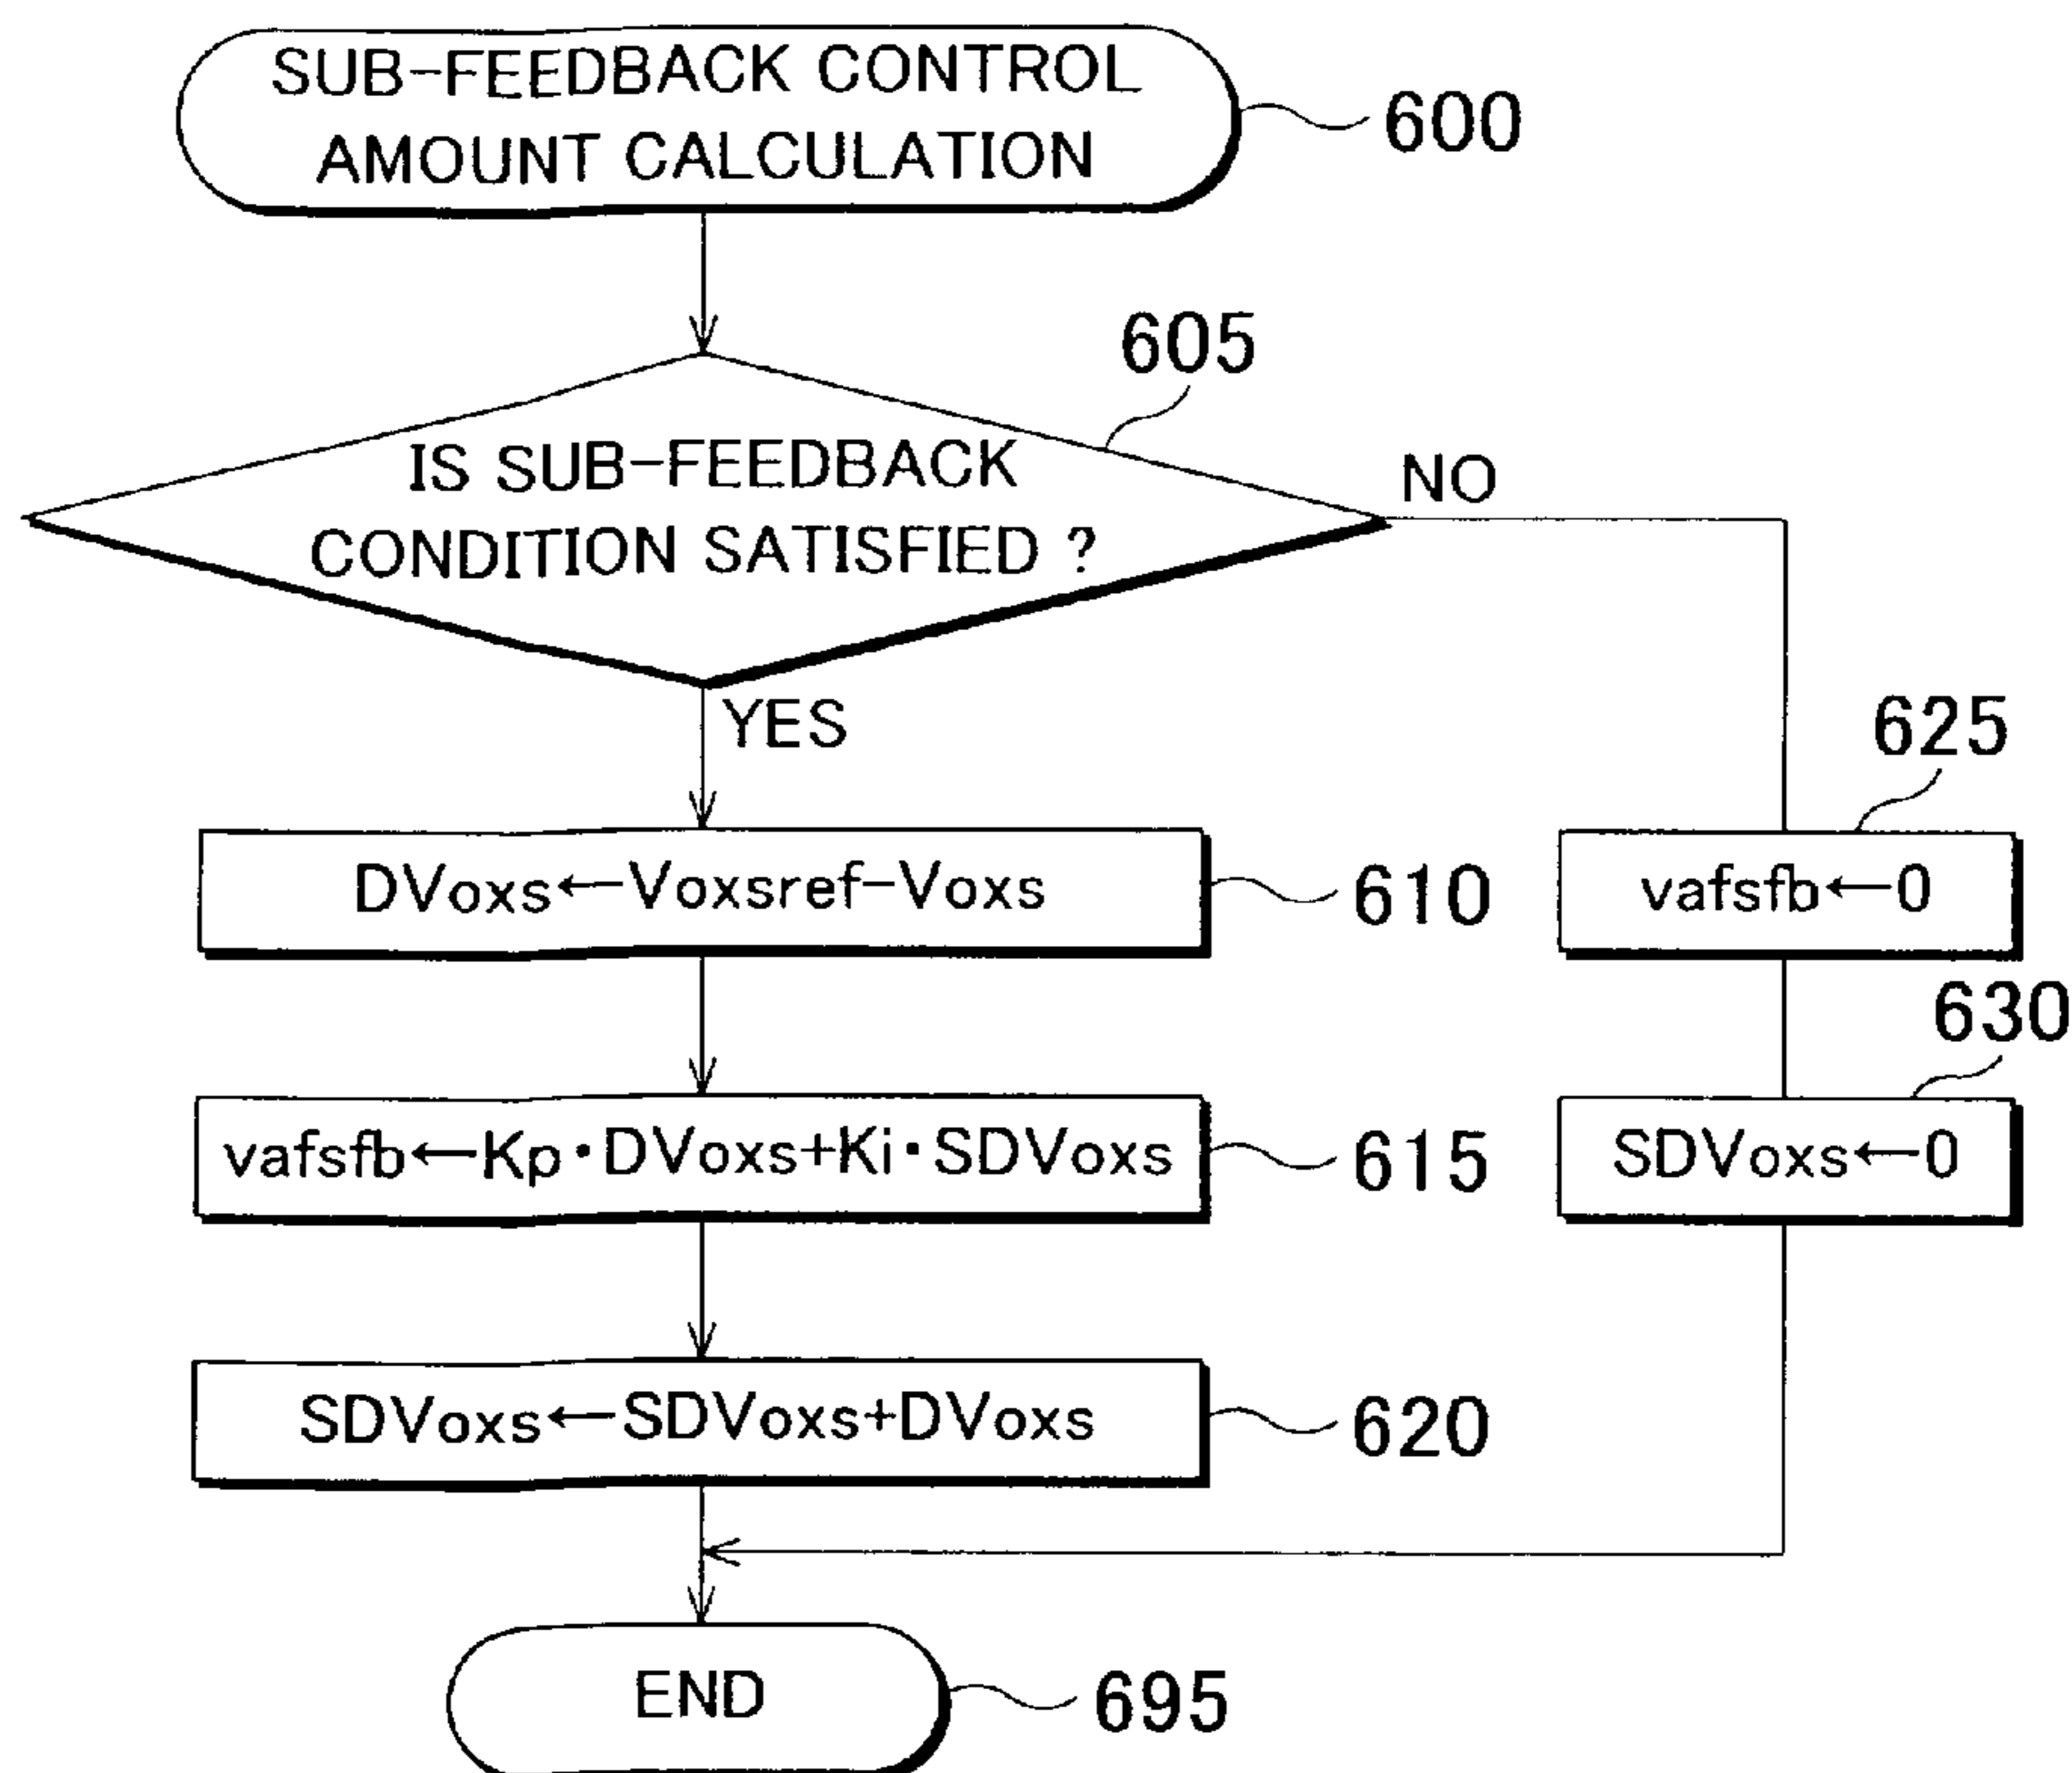 SUB-FEEDBACK CONTROL
AMOUNT CALCULATION
600
605
IS SUB-FEEDBACK
CONDITION SATISFIED ?
NO
YES
625
DVoxs←Voxsref-Voxs
610
vafsfb←0
630
vafsfb←Kp・DVoxs+Ki・SDVoxs
615
SDVoxs←0
SDVoxs←SDVoxs+DVoxs
620
END
695